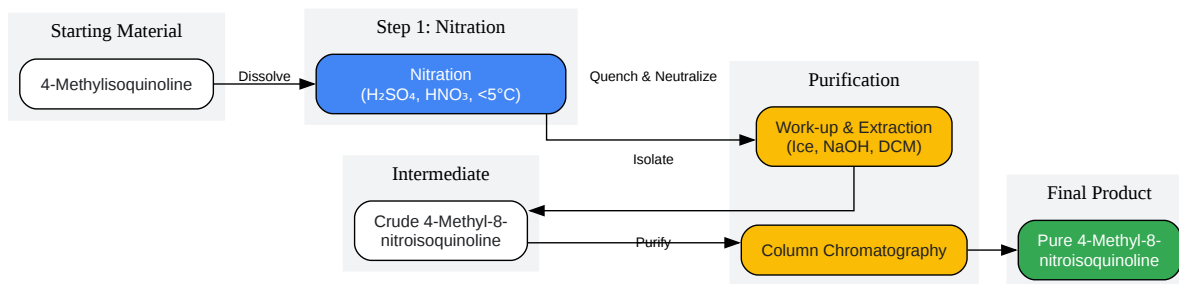 Starting Material
4-Methylisoquinoline
Dissolve
Step 1: Nitration
Nitration
(H₂SO₄, HNO₃, <5°C)
Quench & Neutralize
Purification
Work-up & Extraction
(Ice, NaOH, DCM)
Isolate
Intermediate
Crude 4-Methyl-8-
nitroisoquinoline
Purify
Column Chromatography
Final Product
Pure 4-Methyl-8-
nitroisoquinoline